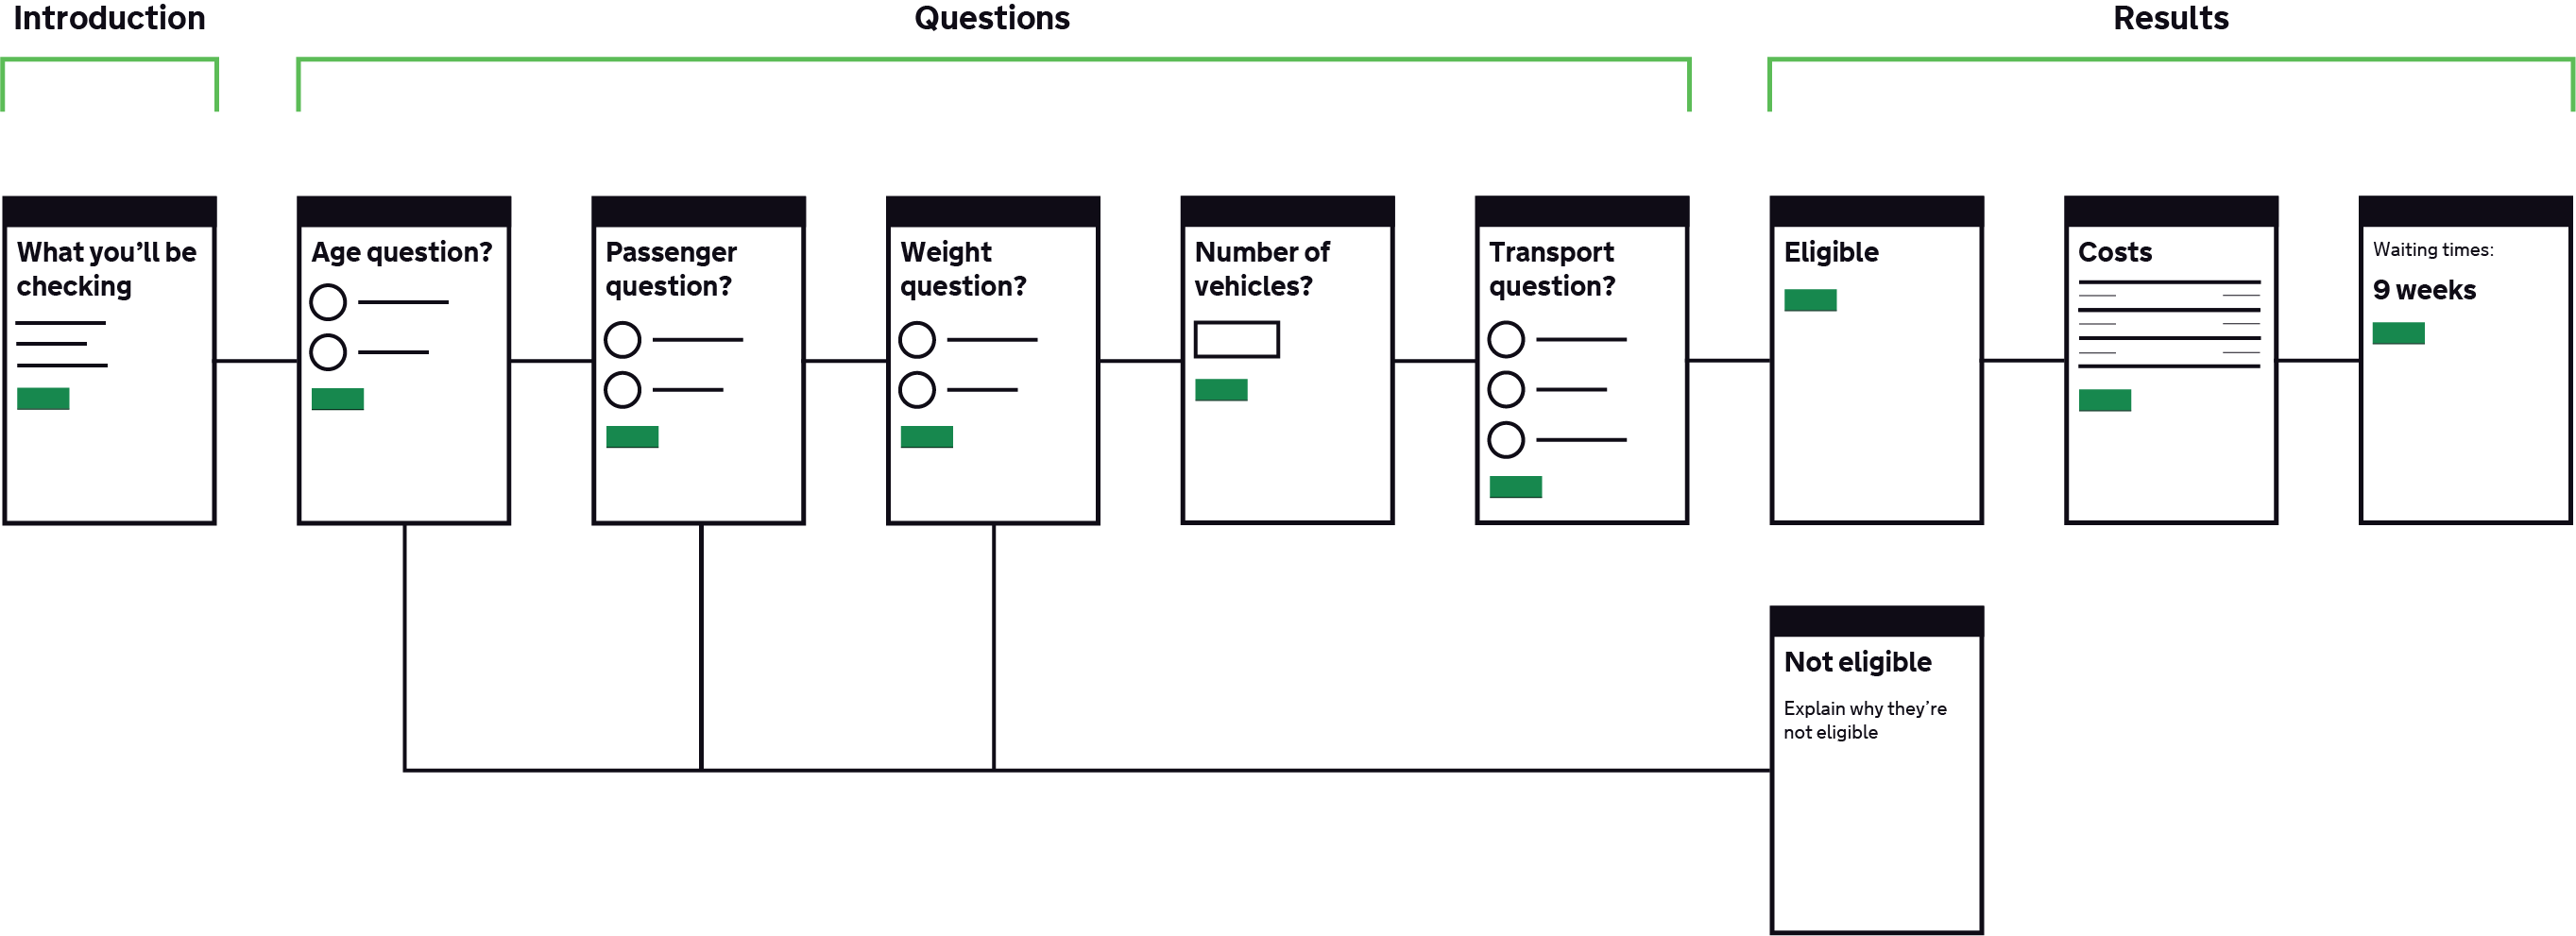 Introduction
Questions
Results
What you’ll be
checking
Age question?
Passenger
question?
Weight
question?
Number of
vehicles?
Transport
question?
Eligible
Costs
Waiting times:
9 weeks
Not eligible
Explain why they’re
not eligible